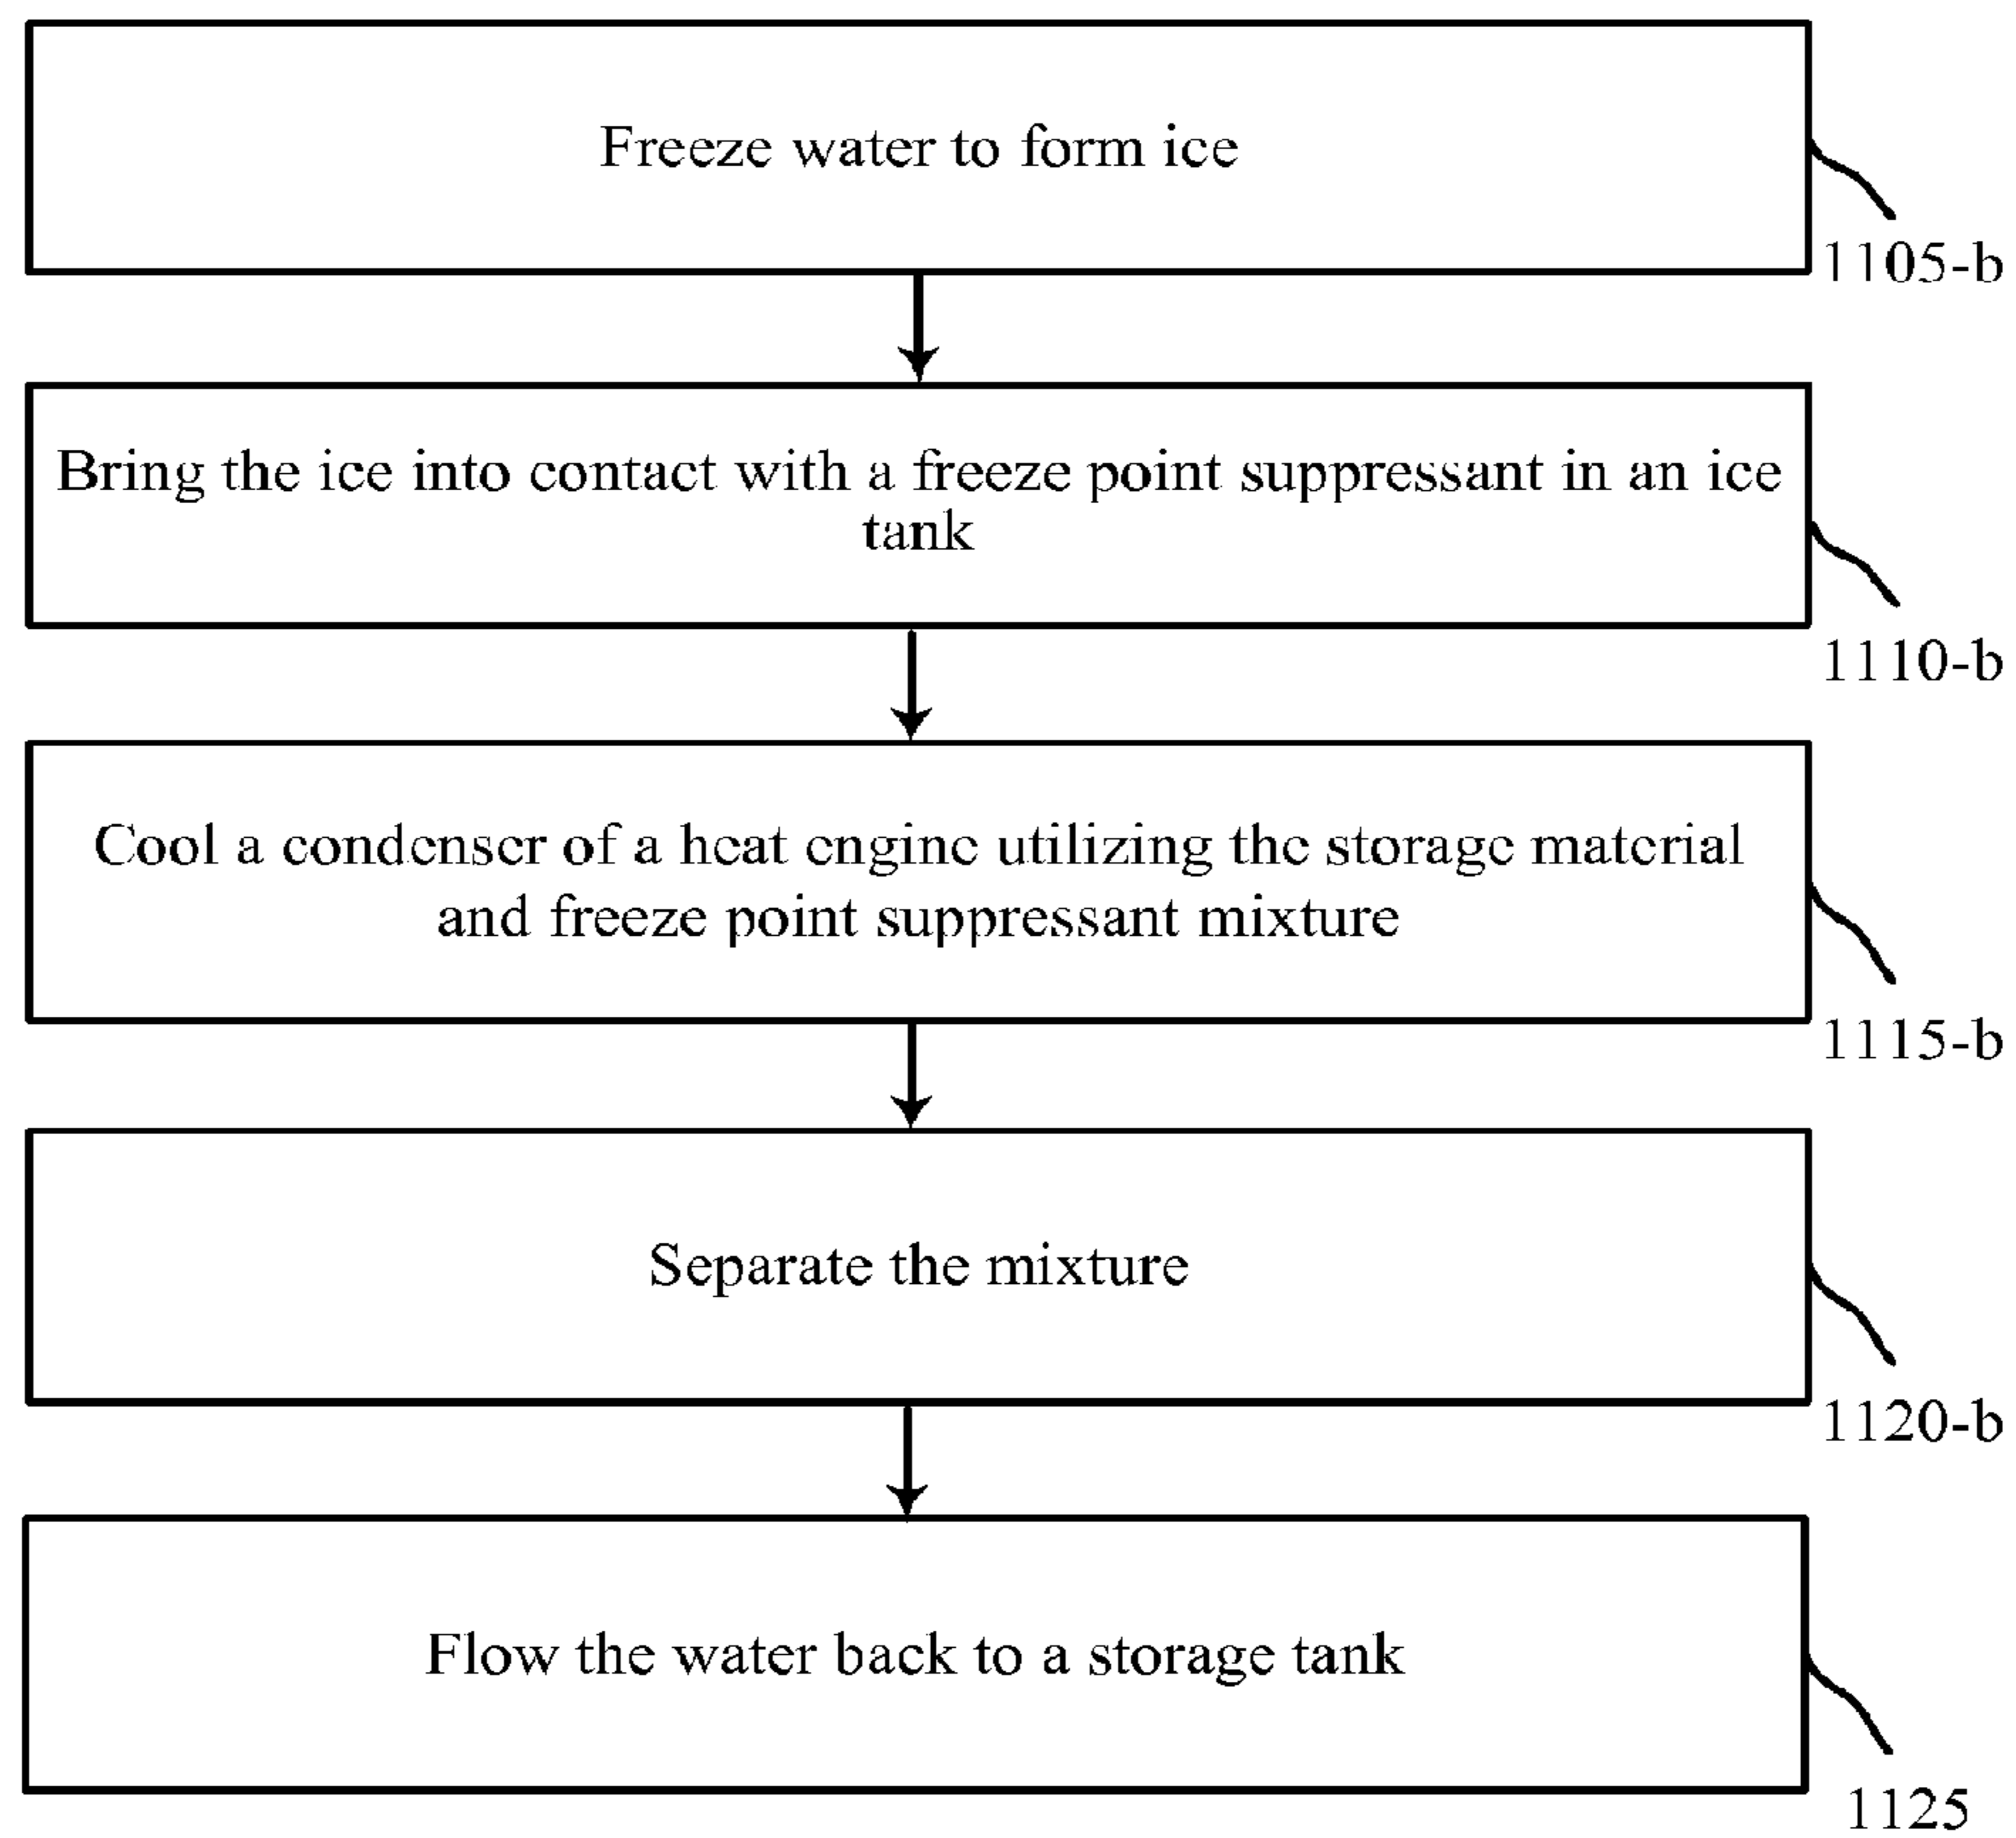 Freeze water to form ice
1105-b
Bring the ice into contact with a freeze point suppressant in an ice
tank
1110-b
Cool a condenser of a heat engine utilizing the storage material
and freeze point suppressant mixture
1115-b
Separate the mixture
1120-b
Flow the water back to a storage tank
1125